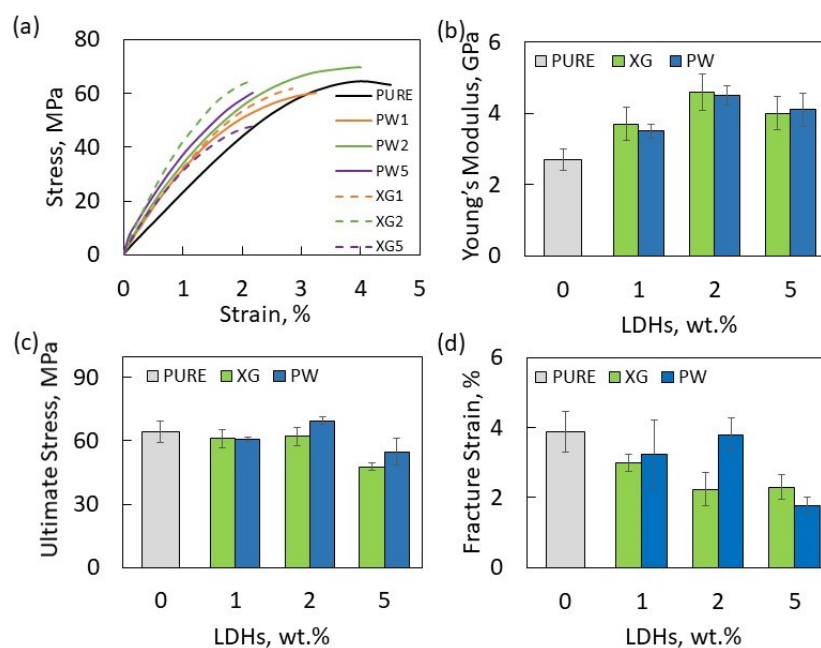 (a)
80
60
40
20
0
Stress, MPa
0 1 2 3 4 5
Strain, %
PURE
PW1
PW2
PW5
XG1
XG2
XG5
(b)
6
4
2
0
Young's Modulus, GPa
PURE XG PW
0 1 2 5
LDHs, wt.%
(c)
90
60
30
0
Ultimate Stress, MPa
PURE XG PW
0 1 2 5
LDHs, wt.%
(d)
6
4
2
0
Fracture Strain, %
PURE XG PW
0 1 2 5
LDHs, wt.%